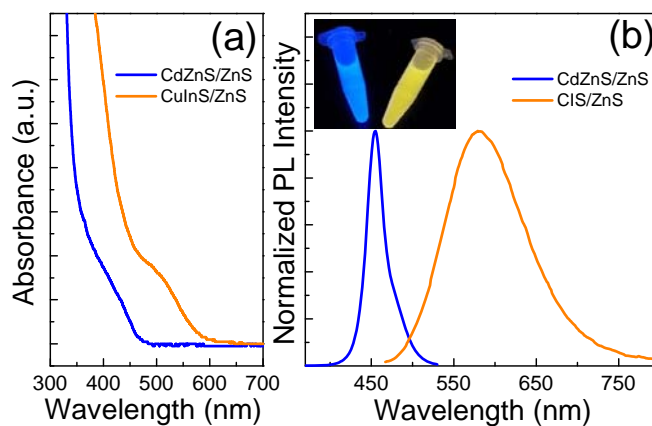 (a)
CdZnS/ZnS
CuInS/ZnS
Absorbance (a.u.)
300 400 500 600 700
Wavelength (nm)
(b)
CdZnS/ZnS
CIS/ZnS
Normalized PL Intensity
450 550 650 750
Wavelength (nm)